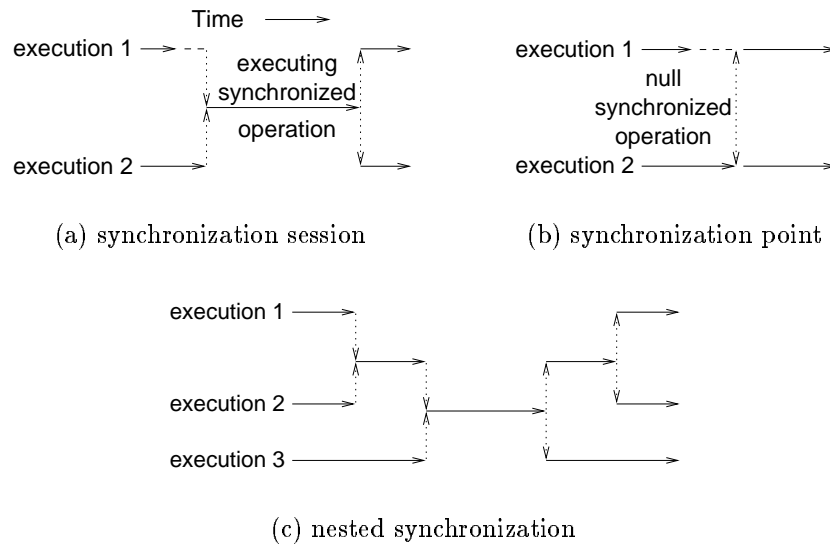 Time
execution 1
executing
synchronized
operation
execution 2
(a) synchronization session
execution 1
null
synchronized
operation
execution 2
(b) synchronization point
execution 1
execution 2
execution 3
(c) nested synchronization